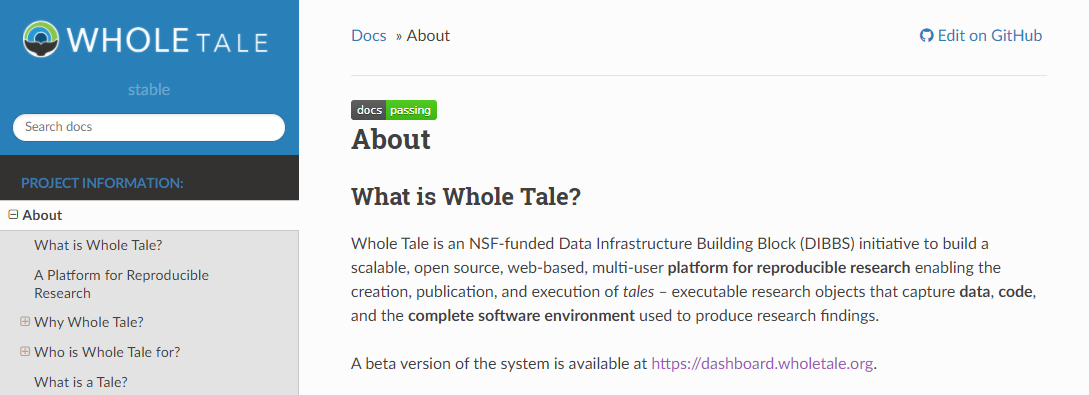 WHOLE TALE
stable
Search docs
PROJECT INFORMATION:
About
What is Whole Tale?
A Platform for Reproducible
Research
Why Whole Tale?
Who is Whole Tale for?
What is a Tale?
Docs » About
Edit on GitHub
docs passing
About
What is Whole Tale?
Whole Tale is an NSF-funded Data Infrastructure Building Block (DIBBS) initiative to build a
scalable, open source, web-based, multi-user platform for reproducible research enabling the
creation, publication, and execution of tales – executable research objects that capture data, code,
and the complete software environment used to produce research findings.
A beta version of the system is available at https://dashboard.wholetale.org.